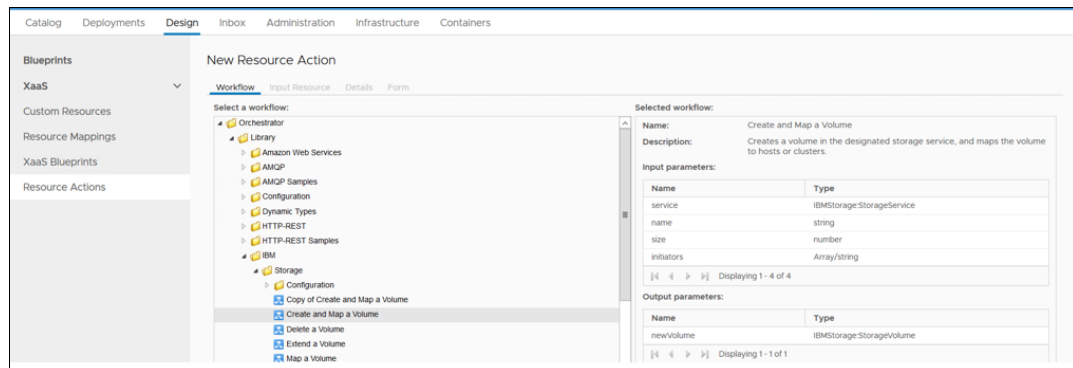 Catalog Deployments Design Inbox Administration Infrastructure Containers
Blueprints
XaaS
Custom Resources
Resource Mappings
XaaS Blueprints
Resource Actions
New Resource Action
Workflow Input Resource Details Form
Select a workflow:
Orchestrator
Library
Amazon Web Services
AMQP
AMQP Samples
Configuration
Dynamic Types
HTTP-REST
HTTP-REST Samples
IBM
Storage
Configuration
Copy of Create and Map a Volume
Create and Map a Volume
Delete a Volume
Extend a Volume
Map a Volume
Selected workflow:
Name: Create and Map a Volume
Description: Creates a volume in the designated storage service, and maps the volume
to hosts or clusters.
Input parameters:
Name Type
service IBMStorage:StorageService
name string
size number
initiators Array/string
Displaying 1 - 4 of 4
Output parameters:
Name Type
newVolume IBMStorage:StorageVolume
Displaying 1 - 1 of 1